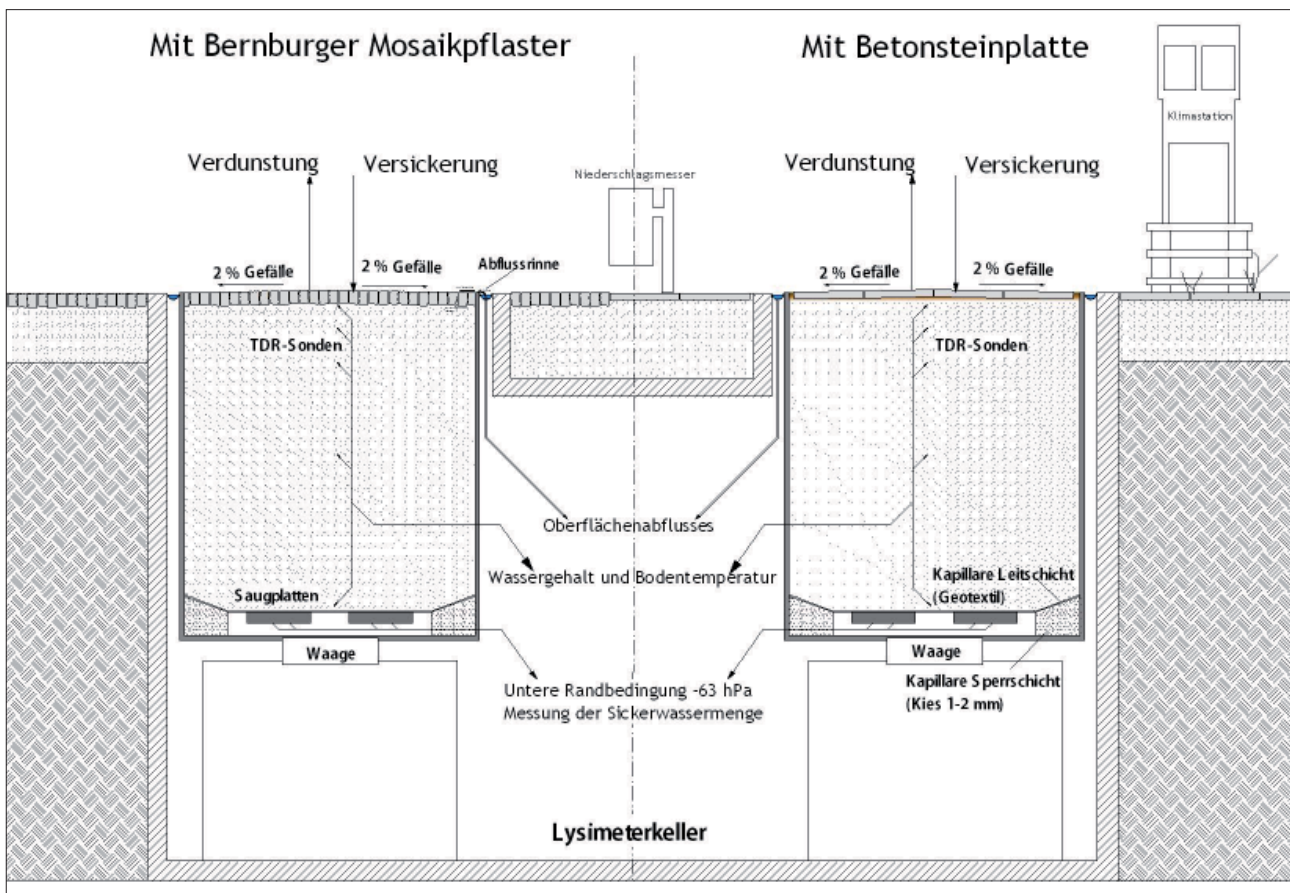 Mit Bernburger Mosaikpflaster
Mit Betonsteinplatte
Klimastation
Verdunstung
Versickerung
Niederschlagsmesser
Verdunstung
Versickerung
2 % Gefälle
2 % Gefälle
Abflussrinne
2 % Gefälle
2 % Gefälle
TDR-Sonden
TDR-Sonden
Oberflächenabflusses
Wassergehalt und Bodentemperatur
Saugplatten
Kapillare Leitschicht
(Geotextil)
Waage
Waage
Kapillare Sperrschicht
(Kies 1-2 mm)
Untere Randbedingung -63 hPa
Messung der Sickerwassermenge
Lysimeterkeller